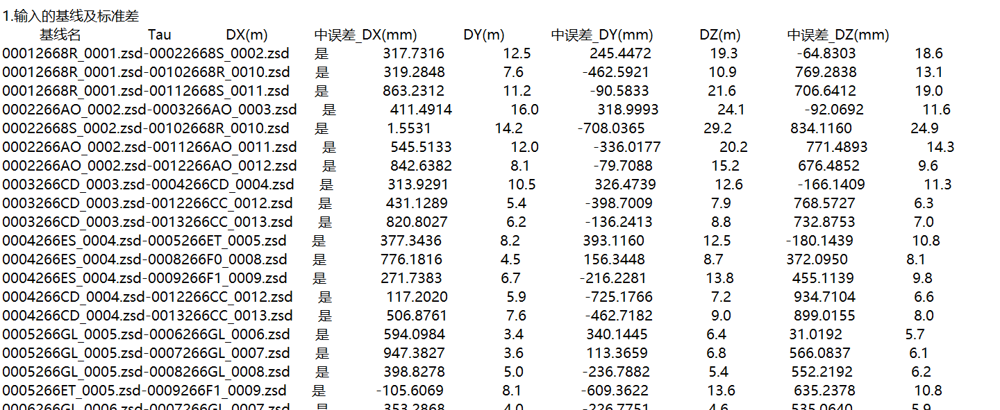 1.输入的基线及标准差
基线名 Tau DX(m) 中误差_DX(mm) DY(m) 中误差_DY(mm) DZ(m) 中误差_DZ(mm)
00012668R_0001.zsd-00022668S_0002.zsd 是 317.7316 12.5 245.4472 19.3 -64.8303 18.6
00012668R_0001.zsd-00102668R_0010.zsd 是 319.2848 7.6 -462.5921 10.9 769.2838 13.1
00012668R_0001.zsd-00112668S_0011.zsd 是 863.2312 11.2 -90.5833 21.6 706.6412 19.0
0002266AO_0002.zsd-0003266AO_0003.zsd 是 411.4914 16.0 318.9993 24.1 -92.0692 11.6
00022668S_0002.zsd-00102668R_0010.zsd 是 1.5531 14.2 -708.0365 29.2 834.1160 24.9
0002266AO_0002.zsd-0011266AO_0011.zsd 是 545.5133 12.0 -336.0177 20.2 771.4893 14.3
0002266AO_0002.zsd-0012266AO_0012.zsd 是 842.6382 8.1 -79.7088 15.2 676.4852 9.6
0003266CD_0003.zsd-0004266CD_0004.zsd 是 313.9291 10.5 326.4739 12.6 -166.1409 11.3
0003266CD_0003.zsd-0012266CC_0012.zsd 是 431.1289 5.4 -398.7009 7.9 768.5727 6.3
0003266CD_0003.zsd-0013266CC_0013.zsd 是 820.8027 6.2 -136.2413 8.8 732.8753 7.0
0004266ES_0004.zsd-0005266ET_0005.zsd 是 377.3436 8.2 393.1160 12.5 -180.1439 10.8
0004266ES_0004.zsd-0008266F0_0008.zsd 是 776.1816 4.5 156.3448 8.7 372.0950 8.1
0004266ES_0004.zsd-0009266F1_0009.zsd 是 271.7383 6.7 -216.2281 13.8 455.1139 9.8
0004266CD_0004.zsd-0012266CC_0012.zsd 是 117.2020 5.9 -725.1766 7.2 934.7104 6.6
0004266CD_0004.zsd-0013266CC_0013.zsd 是 506.8761 7.6 -462.7182 9.0 899.0155 8.0
0005266GL_0005.zsd-0006266GL_0006.zsd 是 594.0984 3.4 340.1445 6.4 31.0192 5.7
0005266GL_0005.zsd-0007266GL_0007.zsd 是 947.3827 3.6 113.3659 6.8 566.0837 6.1
0005266GL_0005.zsd-0008266GL_0008.zsd 是 398.8278 5.0 -236.7882 5.4 552.2192 6.2
0005266ET_0005.zsd-0009266F1_0009.zsd 是 -105.6069 8.1 -609.3622 13.6 635.2378 10.8
0006266GL_0006.zsd-0007266GL_0007.zsd 是 353.2868 4.0 -226.7751 4.6 535.0640 5.9